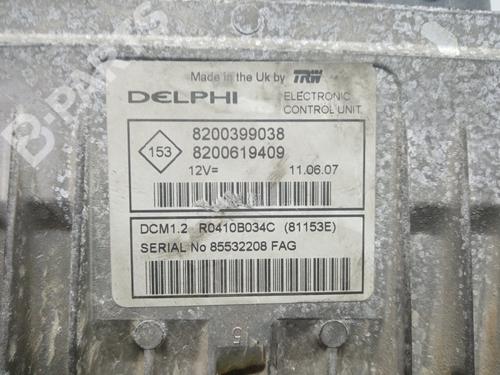 Made in the Uk by TRW
DELPHI
ELECTRONIC
CONTROL UNIT
153
8200399038
8200619409
12V=
11.06.07
DCM1.2 R0410B034C (81153E)
SERIAL No 85532208 FAG
B PARTS